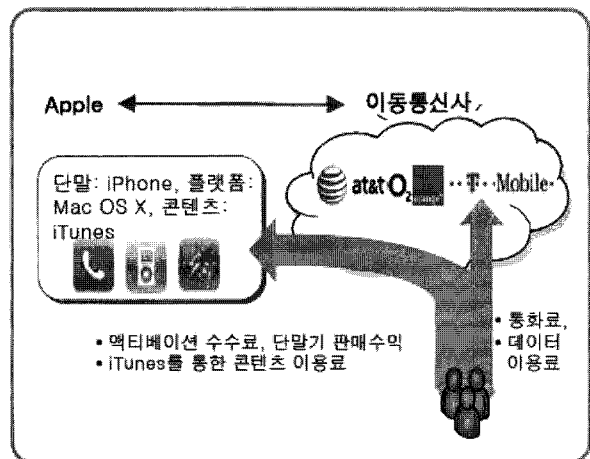 Apple
이동통신사
단말: iPhone, 플랫폼:
Mac OS X, 콘텐츠:
iTunes
at&t O2 T Mobile
• 액티베이션 수수료, 단말기 판매수익
• iTunes를 통한 콘텐츠 이용료
• 통화료,
• 데이터
이용료